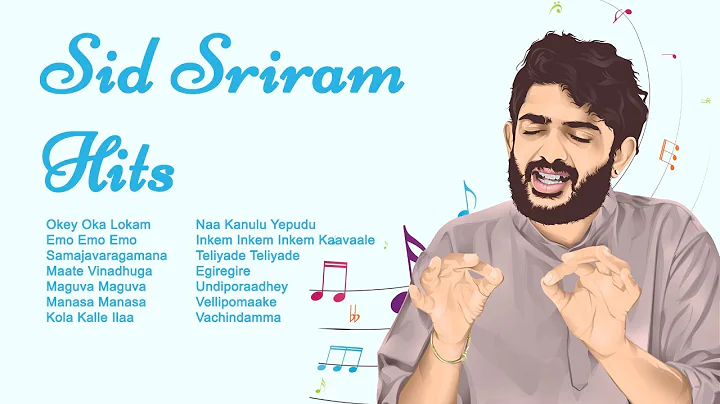 Sid Sriram
Hits
Okey Oka Lokam
Emo Emo Emo
Samajavaragamana
Maate Vinadhuga
Maguva Maguva
Manasa Manasa
Kola Kalle Ilaa
Naa Kanulu Yepudu
Inkem Inkem Inkem Kaavaale
Teliyade Teliyade
Egiregire
Undiporaadhey
Vellipomaake
Vachindamma